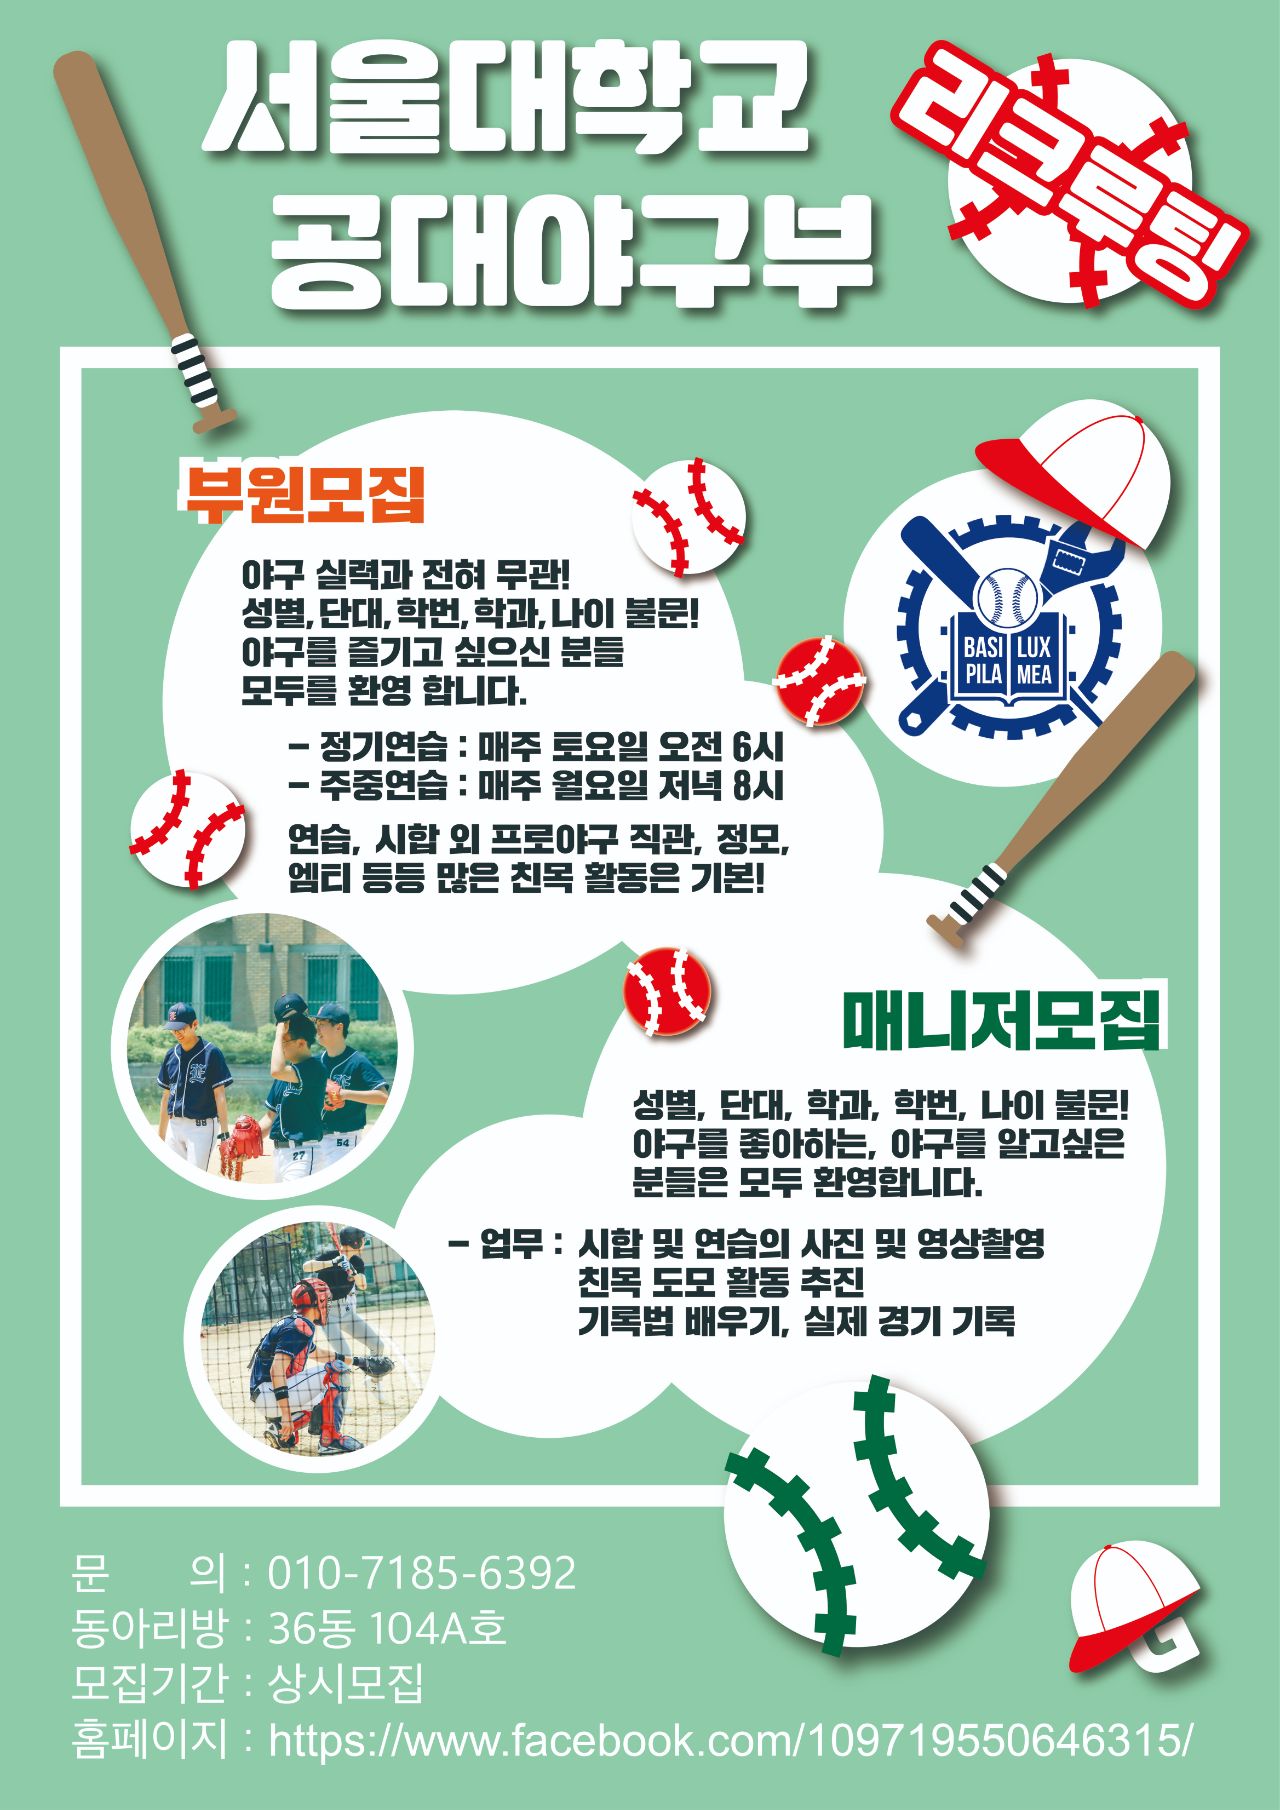 서울대학교
공대야구부
리크루팅
부원모집
야구 실력과 전혀 무관!
성별, 단대, 학번, 학과, 나이 불문!
야구를 즐기고 싶으신 분들
모두를 환영 합니다.
- 정기연습 : 매주 토요일 오전 6시
- 주중연습 : 매주 월요일 저녁 8시
연습, 시합 외 프로야구 직관, 정모,
엠티 등등 많은 친목 활동은 기본!
BASI LUX
PILA MEA
98
27
54
매니저모집
성별, 단대, 학과, 학번, 나이 불문!
야구를 좋아하는, 야구를 알고싶은
분들은 모두 환영합니다.
- 업무 : 시합 및 연습의 사진 및 영상촬영
친목 도모 활동 추진
기록법 배우기, 실제 경기 기록
문 의 : 010-7185-6392
동아리방 : 36동 104A호
모집기간 : 상시모집
홈페이지 : https://www.facebook.com/109719550646315/
G